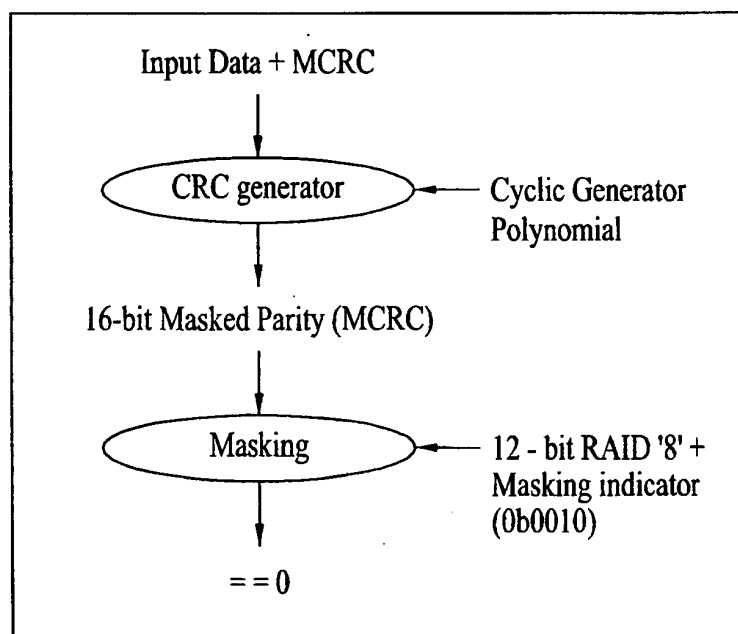 Input Data + MCRC
CRC generator
Cyclic Generator
Polynomial
16-bit Masked Parity (MCRC)
Masking
12 - bit RAID '8' +
Masking indicator
(0b0010)
= = 0